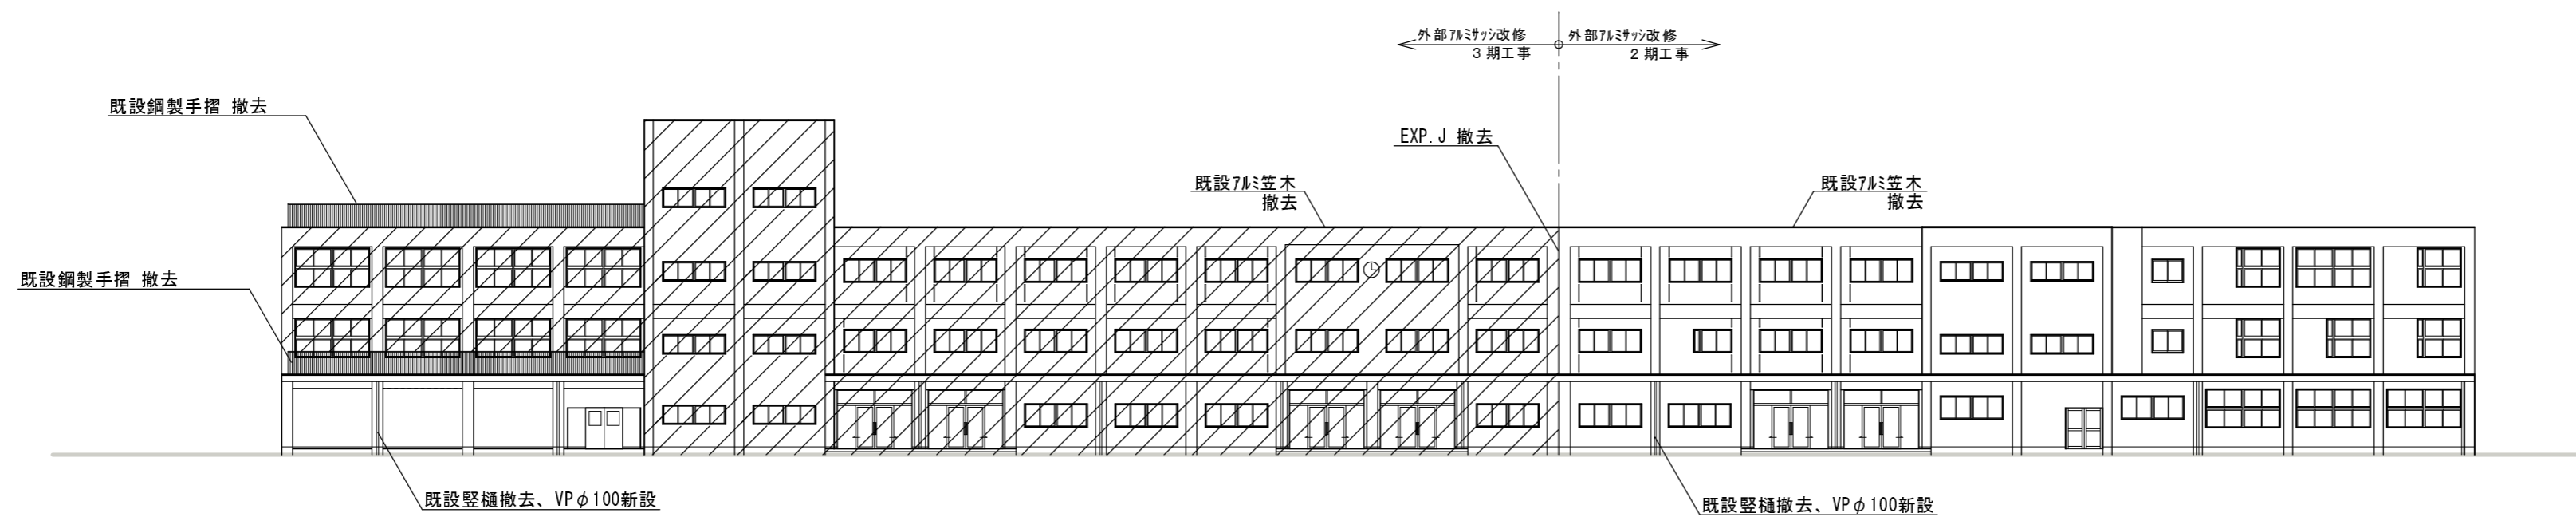 外部ｱﾙﾐｻｯｼ改修
3 期工事
外部ｱﾙﾐｻｯｼ改修
2 期工事
既設鋼製手摺 撤去
EXP.J 撤去
既設ｱﾙﾐ笠木
撤去
既設ｱﾙﾐ笠木
撤去
既設鋼製手摺 撤去
既設竪樋撤去、VPφ100新設
既設竪樋撤去、VPφ100新設